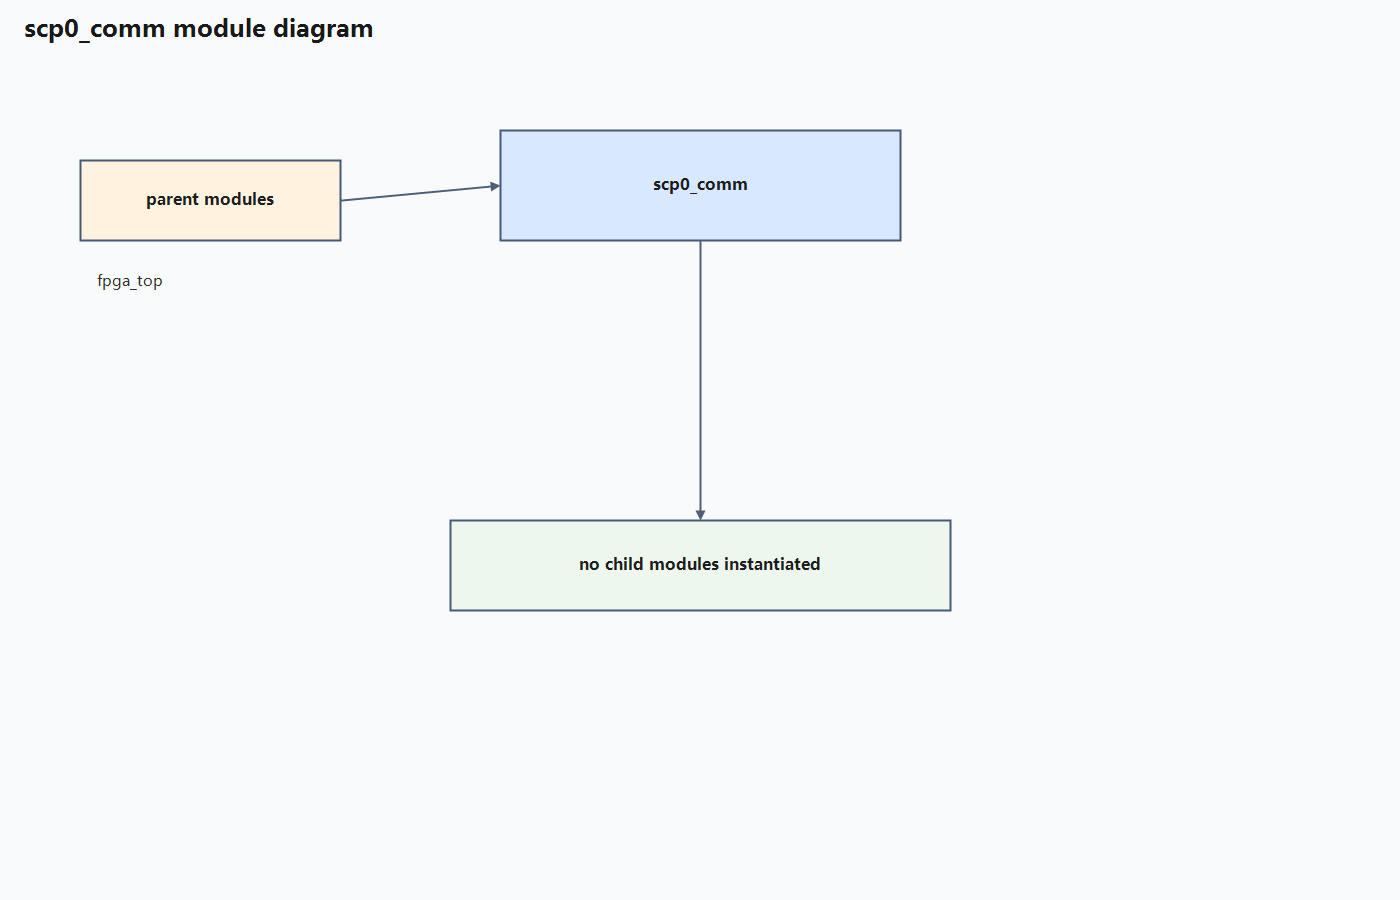 scp0_comm module diagram
scp0_comm
parent modules
fpga_top
no child modules instantiated